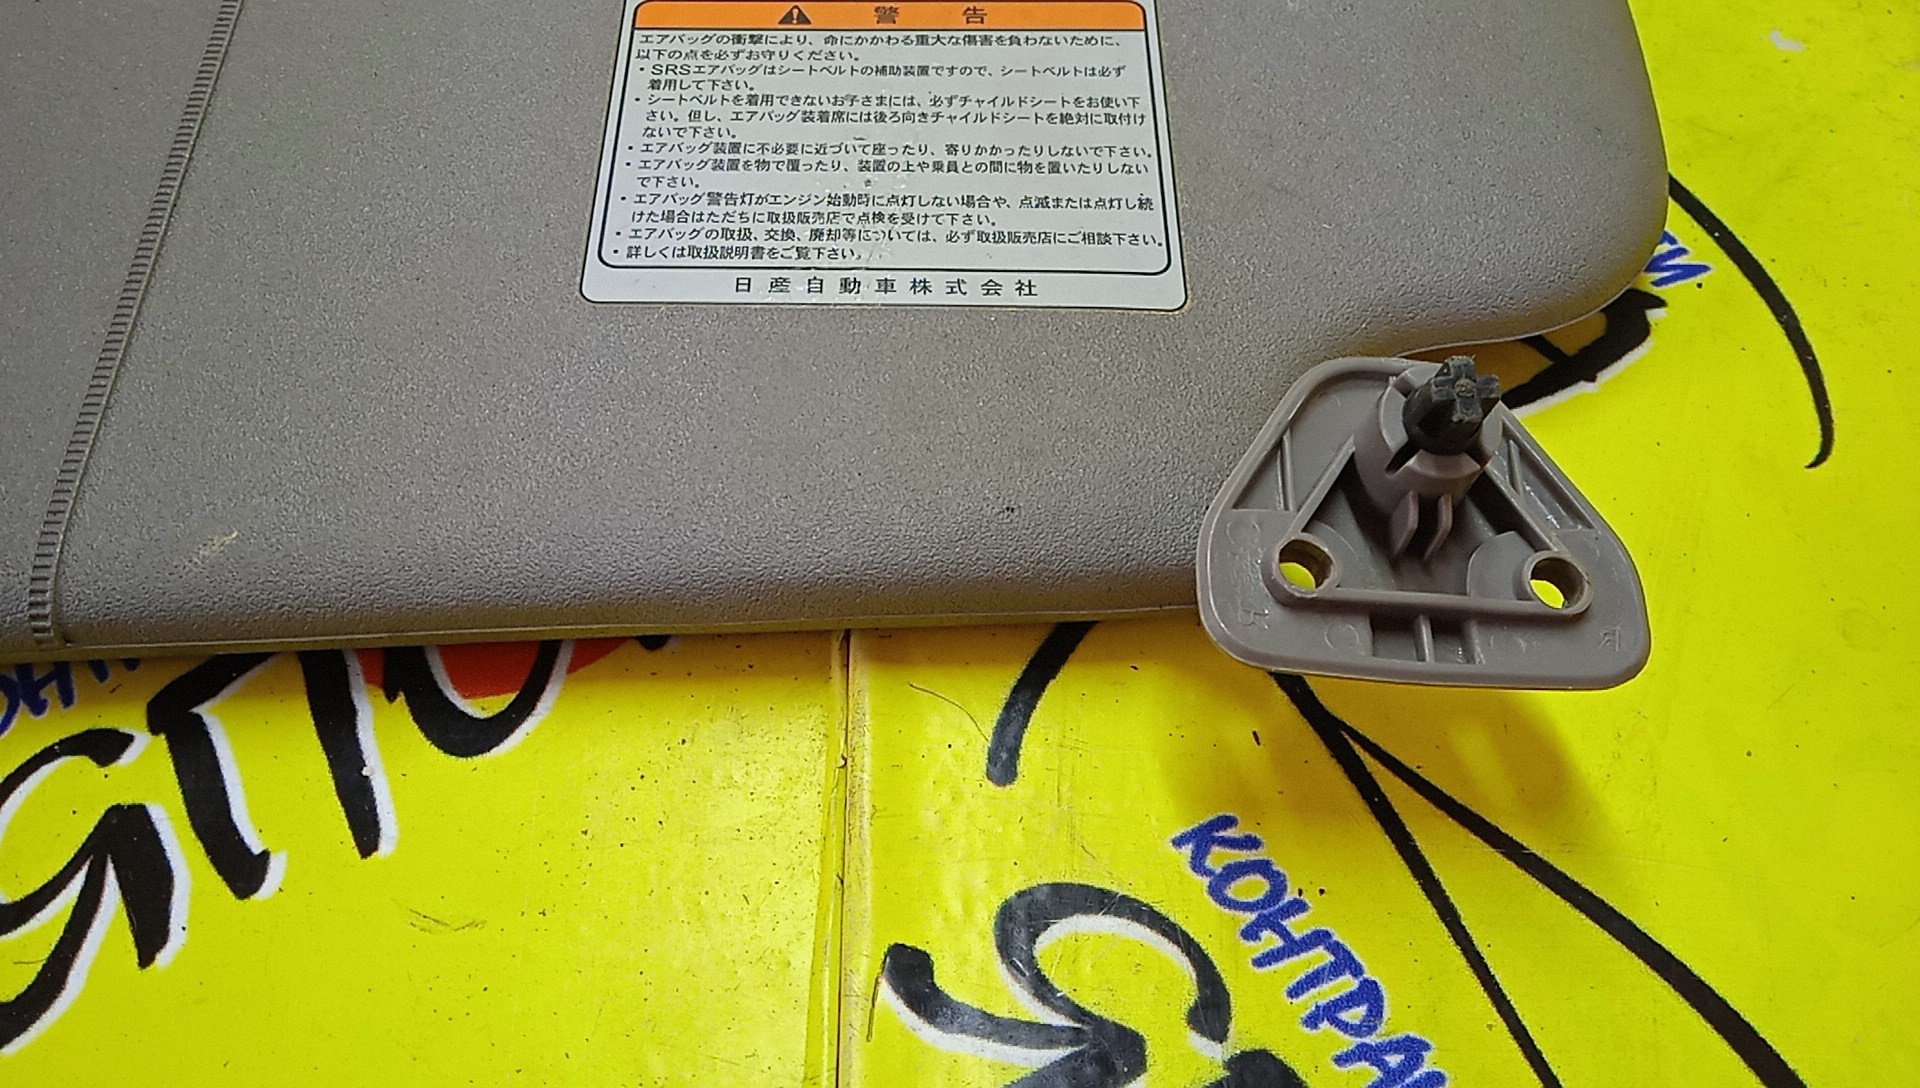 警告
エアバッグの衝撃により、命にかかわる重大な傷害を負わないために、
以下の点を必ずお守りください。
・SRSエアバッグはシートベルトの補助装置ですので、シートベルトは必ず
着用して下さい。
・シートベルトを着用できないお子さまには、必ずチャイルドシートをお使い下
さい。但し、エアバッグ装着席には後ろ向きチャイルドシートを絶対に取付け
ないで下さい。
・エアバッグ装置に不必要に近づいて座ったり、寄りかかったりしないで下さい。
・エアバッグ装置を物で覆ったり、装置の上や乗員との間に物を置いたりしない
で下さい。
・エアバッグ警告灯がエンジン始動時に点灯しない場合や、点滅または点灯し続
けた場合はただちに取扱販売店で点検を受けて下さい。
・エアバッグの取扱、交換、廃却等については、必ず取扱販売店にご相談下さい。
・詳しくは取扱説明書をご覧下さい。
日産自動車株式会社
КОНТРА